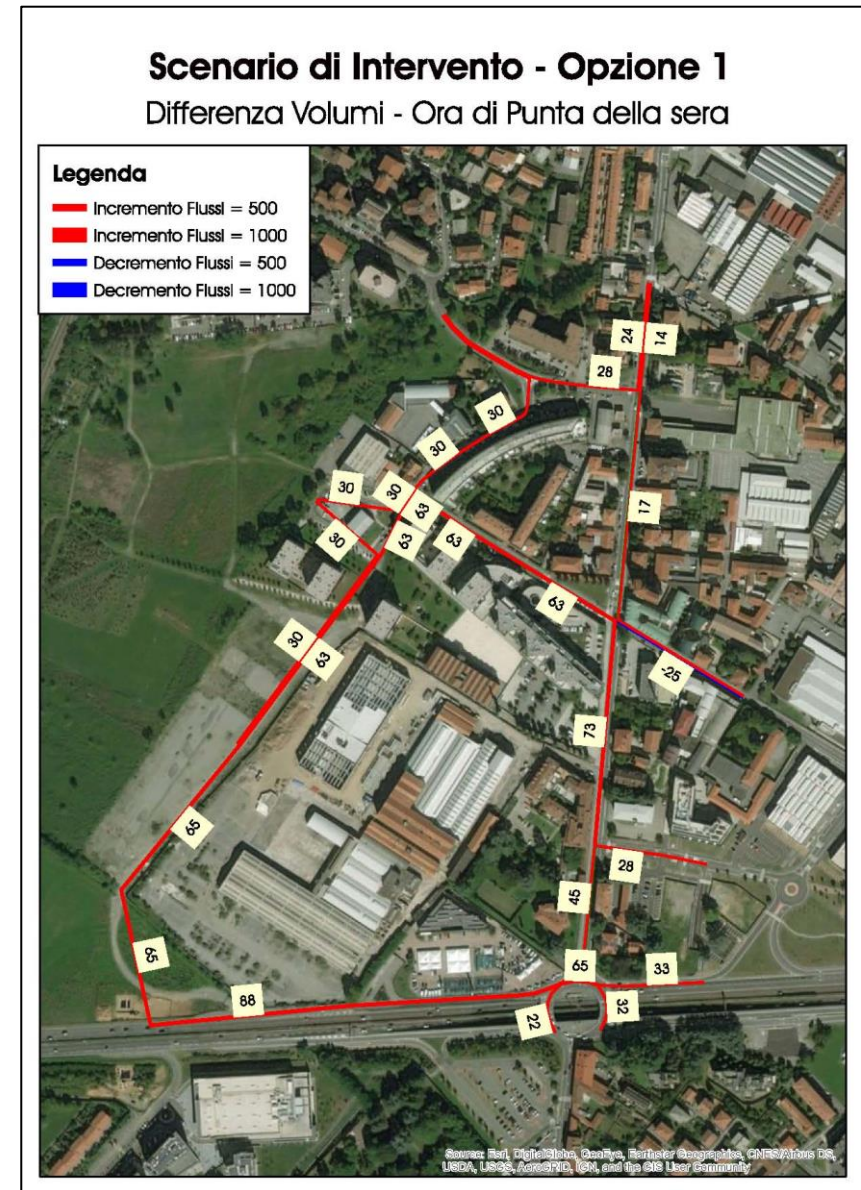 Scenario di Intervento - Opzione 1
Differenza Volumi - Ora di Punta della sera
Legenda
Incremento Flussi = 500
Incremento Flussi = 1000
Decremento Flussi = 500
Decremento Flussi = 1000
24
14
28
30
30
17
30
30
63
63
63
30
63
30
63
-25
73
65
28
45
65
65
33
88
22
32
Source: Esri, DigitalGlobe, GeoEye, Earthstar Geographics, CNES/Airbus DS,
USDA, USGS, AeroGRID, IGN, and the GIS User Community